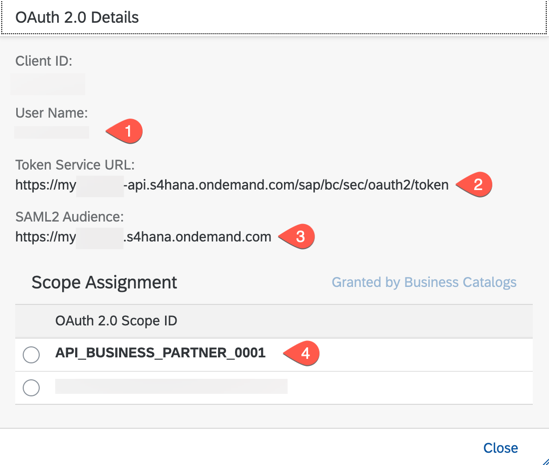 OAuth 2.0 Details
Client ID:
User Name:
1
Token Service URL:
https://my -api.s4hana.ondemand.com/sap/bc/sec/oauth2/token
2
SAML2 Audience:
https://my .s4hana.ondemand.com
3
Scope Assignment
Granted by Business Catalogs
OAuth 2.0 Scope ID
API_BUSINESS_PARTNER_0001
4
Close